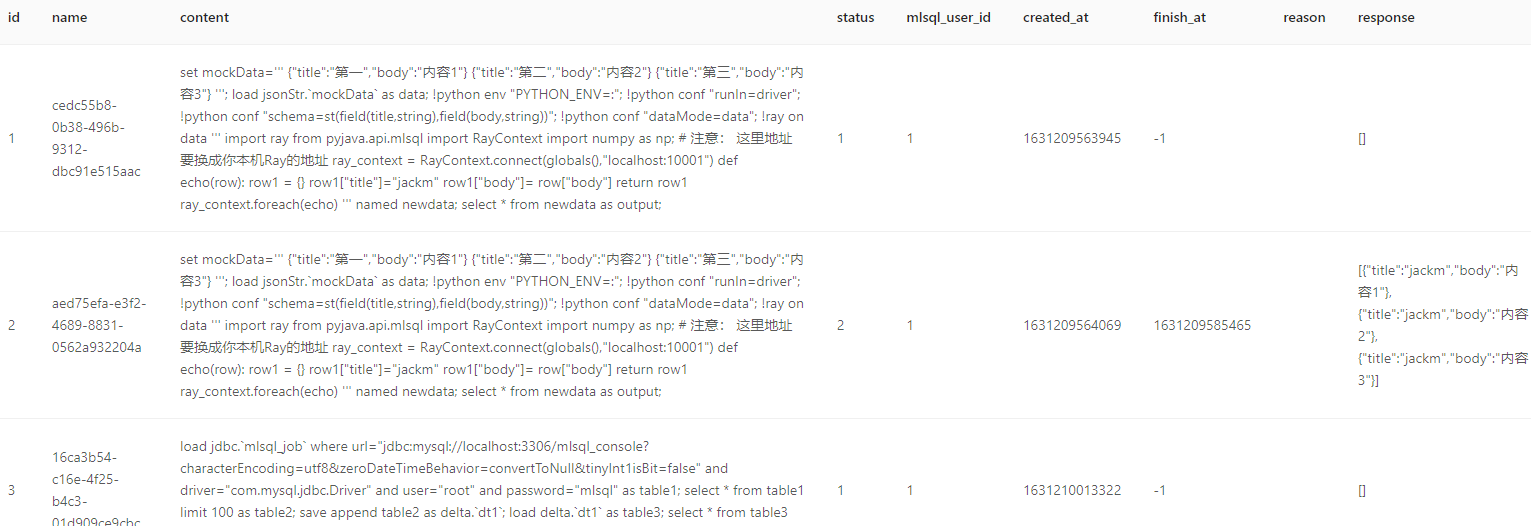 id name content status mlsql_user_id created_at finish_at reason response
set mockData=''' {"title":"第一","body":"内容1"} {"title":"第二","body":"内容2"} {"title":"第三","body":"内
容3"} '''; load jsonStr.`mockData` as data; !python env "PYTHON_ENV=:"; !python conf "runIn=driver";
!python conf "schema=st(field(title,string),field(body,string))"; !python conf "dataMode=data"; !ray on
data ''' import ray from pyjava.api.mlsql import RayContext import numpy as np; # 注意： 这里地址
要换成你本机Ray的地址 ray_context = RayContext.connect(globals(),"localhost:10001") def
echo(row): row1 = {} row1["title"]="jackm" row1["body"]= row["body"] return row1
ray_context.foreach(echo) ''' named newdata; select * from newdata as output;
1
cedc55b8-
0b38-496b-
9312-
dbc91e515aac
1 1 1631209563945 -1 []
set mockData=''' {"title":"第一","body":"内容1"} {"title":"第二","body":"内容2"} {"title":"第三","body":"内
容3"} '''; load jsonStr.`mockData` as data; !python env "PYTHON_ENV=:"; !python conf "runIn=driver";
!python conf "schema=st(field(title,string),field(body,string))"; !python conf "dataMode=data"; !ray on
data ''' import ray from pyjava.api.mlsql import RayContext import numpy as np; # 注意： 这里地址
要换成你本机Ray的地址 ray_context = RayContext.connect(globals(),"localhost:10001") def
echo(row): row1 = {} row1["title"]="jackm" row1["body"]= row["body"] return row1
ray_context.foreach(echo) ''' named newdata; select * from newdata as output;
2
aed75efa-e3f2-
4689-8831-
0562a932204a
2 1 1631209564069 1631209585465
[{"title":"jackm","body":"内
容1"},
{"title":"jackm","body":"内容
2"},
{"title":"jackm","body":"内容
3"}]
load jdbc.`mlsql_job` where url="jdbc:mysql://localhost:3306/mlsql_console?
characterEncoding=utf8&zeroDateTimeBehavior=convertToNull&tinyInt1isBit=false" and
driver="com.mysql.jdbc.Driver" and user="root" and password="mlsql" as table1; select * from table1
limit 100 as table2; save append table2 as delta.`dt1`; load delta.`dt1` as table3; select * from table3
3
16ca3b54-
c16e-4f25-
b4c3-
01d909ce9cbc
1 1 1631210013322 -1 []